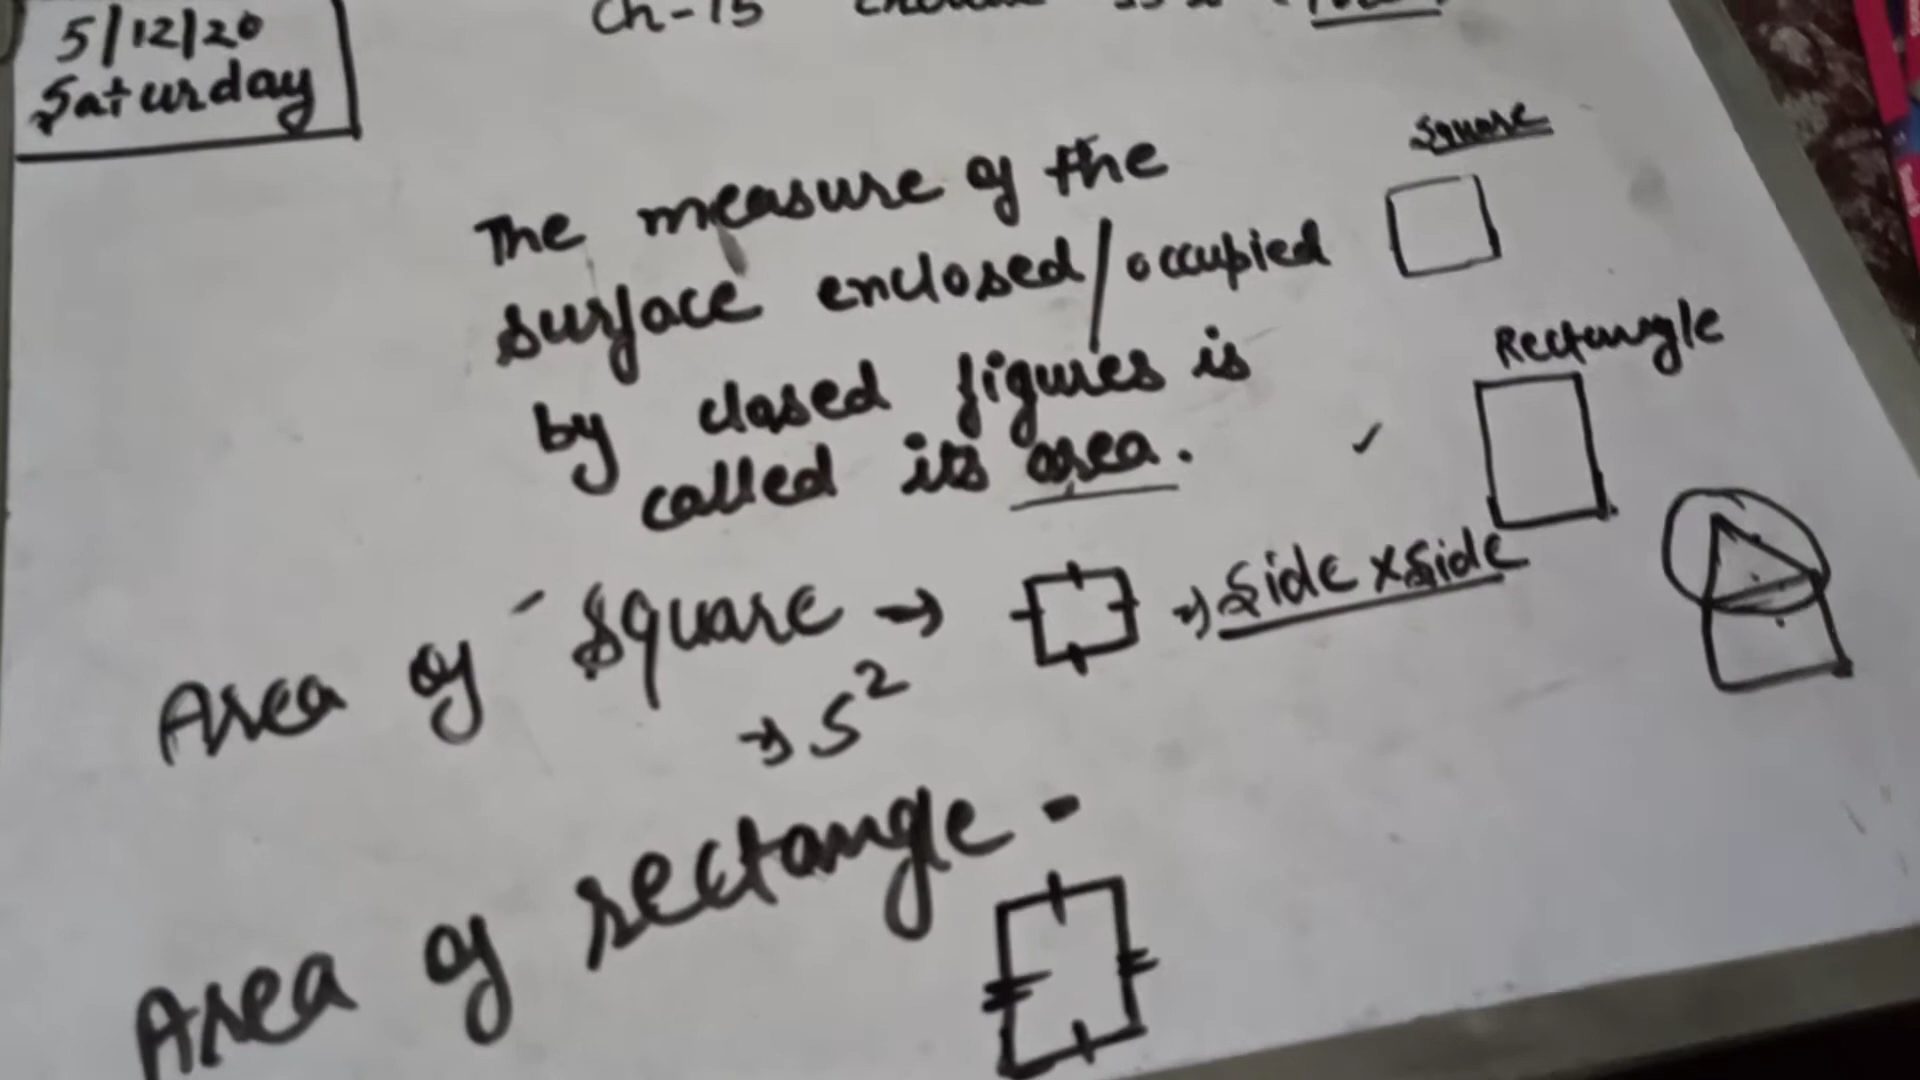 5/12/20
Saturday
Ch-15
Square
The measure of the
surface enclosed/occupied
Rectangle
by closed figures is
called its area.
Area of Square → → Side x Side
→ S²
Area of rectangle -